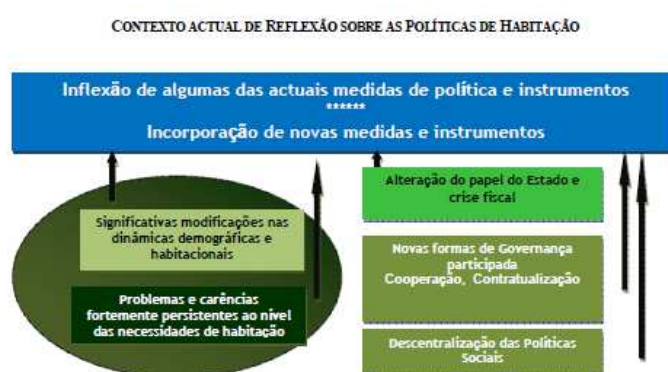 CONTEXTO ACTUAL DE REFLEXÃO SOBRE AS POLÍTICAS DE HABITAÇÃO
Inflexão de algumas das actuais medidas de política e instrumentos
******
Incorporação de novas medidas e instrumentos
Significativas modificações nas
dinâmicas demográficas e
habitacionais
Problemas e carências
fortemente persistentes ao nível
das necessidades de habitação
Alteração do papel do Estado e
crise fiscal
Novas formas de Governança
participada
Cooperação, Contratualização
Descentralização das Políticas
Sociais